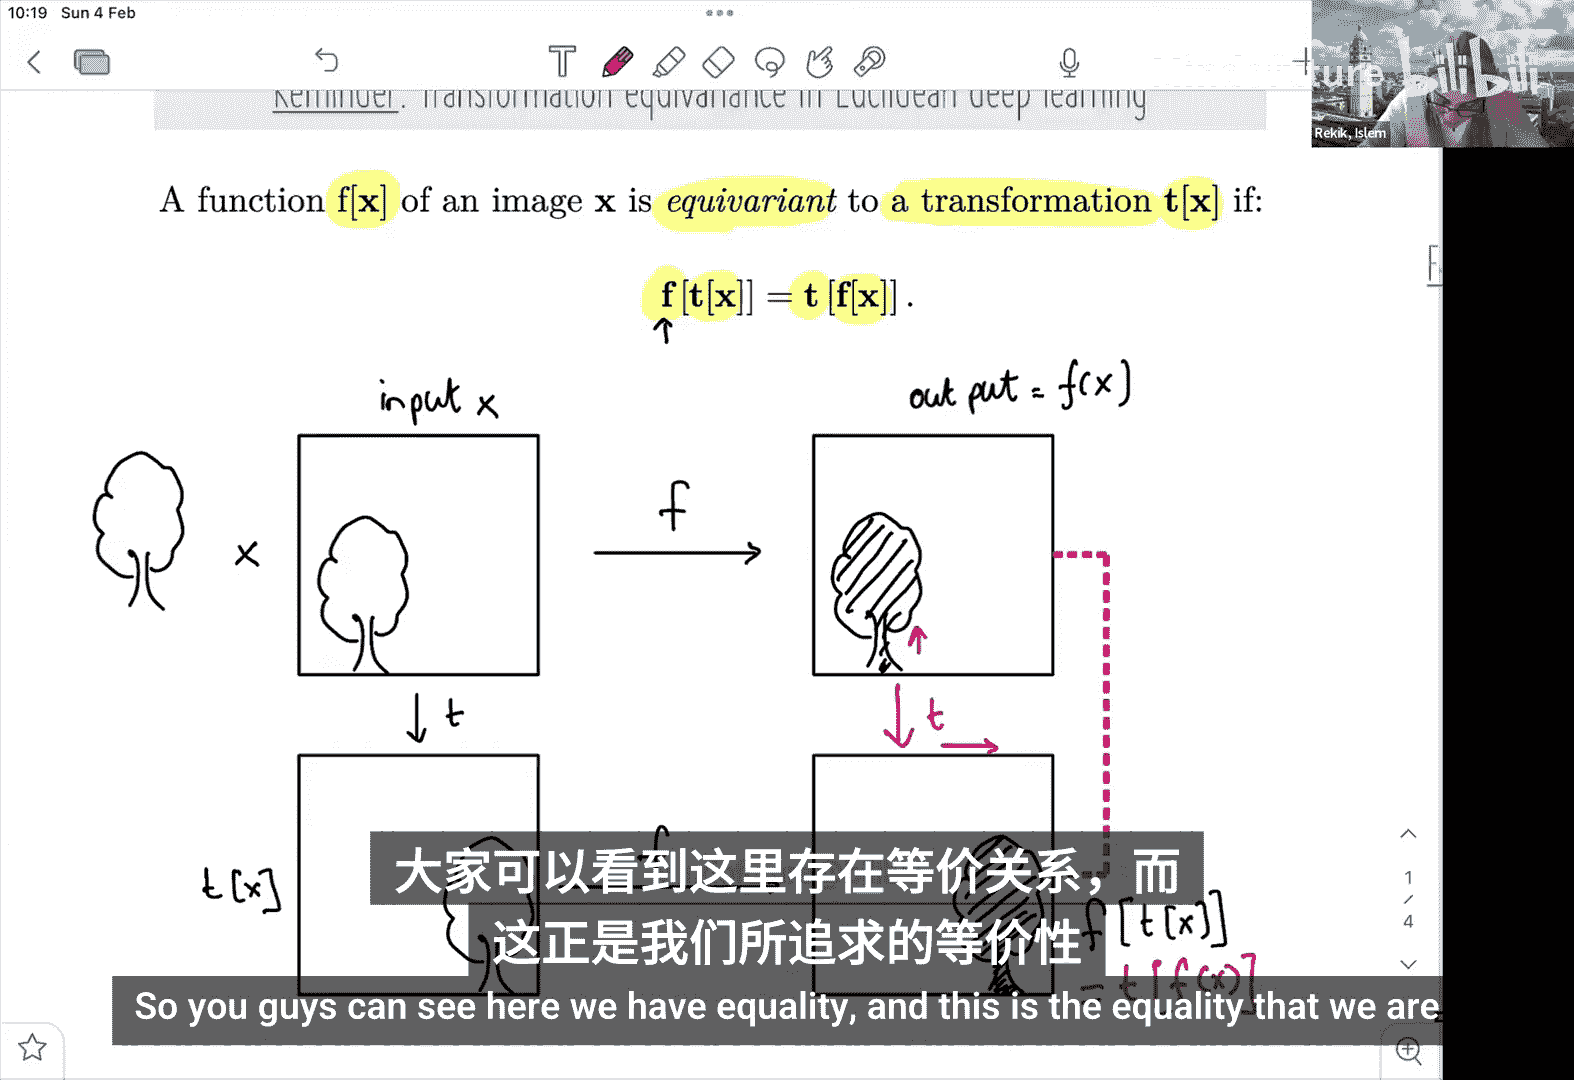 10:19 Sun 4 Feb
Reminder: Transformation equivariance in Euclidean deep learning
bilibili
Rekik, Islem
A function f[x] of an image x is equivariant to a transformation t[x] if:
f[t[x]] = t[f[x]].
input x
output = f(x)
x
f
t
t
t[x]
f
f[t[x]]
= t[f(x)]
1
/
4
大家可以看到这里存在等价关系，而
这正是我们所追求的等价性
So you guys can see here we have equality, and this is the equality that we are